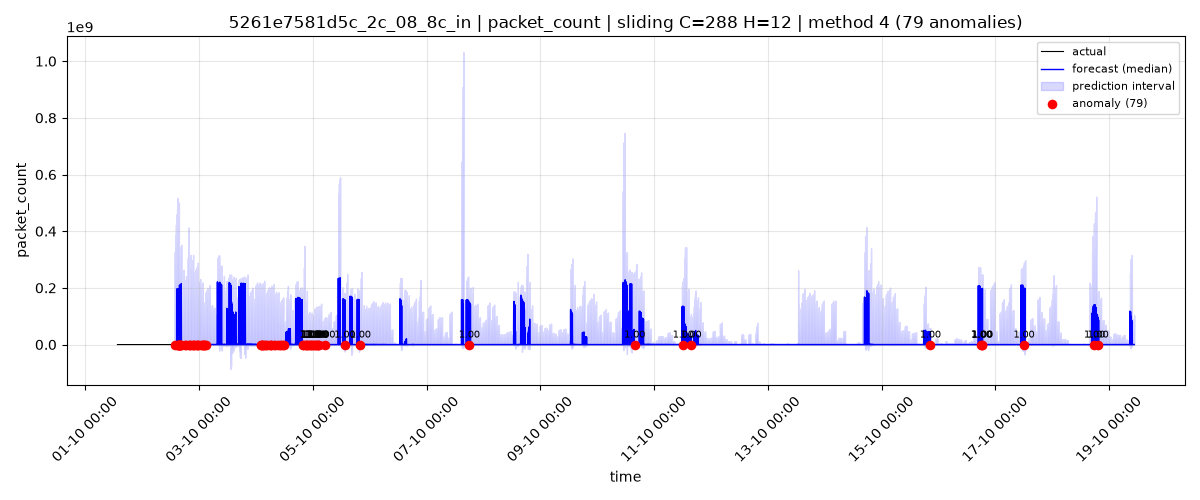 5261e7581d5c_2c_08_8c_in | packet_count | sliding C=288 H=12 | method 4 (79 anomalies)
1e9
actual
forecast (median)
prediction interval
anomaly (79)
1.0
0.8
0.6
0.4
0.2
0.0
packet_count
1.00
1.00
1.00
1.00
01-10 00:00
03-10 00:00
05-10 00:00
07-10 00:00
09-10 00:00
11-10 00:00
13-10 00:00
15-10 00:00
17-10 00:00
19-10 00:00
time